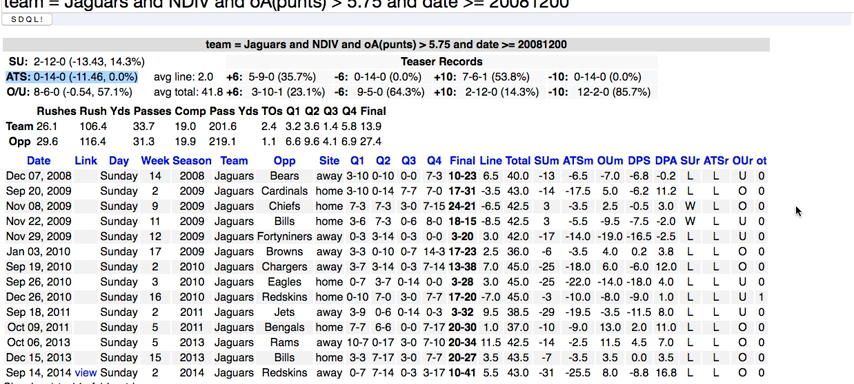 team = Jaguars and NDIV and oA(punts) > 5.75 and date >= 20081200
SDQL!
team = Jaguars and NDIV and oA(punts) > 5.75 and date >= 20081200
SU: 2-12-0 (-13.43, 14.3%) Teaser Records
ATS: 0-14-0 (-11.46, 0.0%) avg line: 2.0 +6: 5-9-0 (35.7%) -6: 0-14-0 (0.0%) +10: 7-6-1 (53.8%) -10: 0-14-0 (0.0%)
O/U: 8-6-0 (-0.54, 57.1%) avg total: 41.8 +6: 3-10-1 (23.1%) -6: 9-5-0 (64.3%) +10: 2-12-0 (14.3%) -10: 12-2-0 (85.7%)
Rushes Rush Yds Passes Comp Pass Yds TOs Q1 Q2 Q3 Q4 Final
Team 26.1 106.4 33.7 19.0 201.6 2.4 3.2 3.6 1.4 5.8 13.9
Opp 29.6 116.4 31.3 19.9 219.1 1.1 6.6 9.6 4.1 6.9 27.4
Date Link Day Week Season Team Opp Site Q1 Q2 Q3 Q4 Final Line Total SUm ATSm OUm DPS DPA SUr ATSr OUr ot
Dec 07, 2008 Sunday 14 2008 Jaguars Bears away 3-10 0-10 0-0 7-3 10-23 6.5 40.0 -13 -6.5 -7.0 -6.8 -0.2 L L U 0
Sep 20, 2009 Sunday 2 2009 Jaguars Cardinals home 3-10 0-14 7-7 7-0 17-31 -3.5 43.0 -14 -17.5 5.0 -6.2 11.2 L L O 0
Nov 08, 2009 Sunday 9 2009 Jaguars Chiefs home 7-3 7-3 3-0 7-15 24-21 -6.5 42.5 3 -3.5 2.5 -0.5 3.0 W L O 0
Nov 22, 2009 Sunday 11 2009 Jaguars Bills home 3-6 7-3 0-6 8-0 18-15 -8.5 42.5 3 -5.5 -9.5 -7.5 -2.0 W L U 0
Nov 29, 2009 Sunday 12 2009 Jaguars Fortyniners away 0-3 3-14 0-3 0-0 3-20 3.0 42.0 -17 -14.0 -19.0 -16.5 -2.5 L L U 0
Jan 03, 2010 Sunday 17 2009 Jaguars Browns away 3-3 0-10 0-7 14-3 17-23 2.5 36.0 -6 -3.5 4.0 0.2 3.8 L L O 0
Sep 19, 2010 Sunday 2 2010 Jaguars Chargers away 3-7 3-14 0-3 7-14 13-38 7.0 45.0 -25 -18.0 6.0 -6.0 12.0 L L O 0
Sep 26, 2010 Sunday 3 2010 Jaguars Eagles home 0-7 3-7 0-7 0-7 3-28 3.0 45.0 -25 -22.0 -14.0 -18.0 4.0 L L U 0
Dec 26, 2010 Sunday 16 2010 Jaguars Redskins home 0-10 7-0 3-0 7-7 17-20 -7.0 45.0 -3 -10.0 -8.0 -9.0 1.0 L L U 1
Sep 18, 2011 Sunday 2 2011 Jaguars Jets away 3-9 0-6 0-14 0-3 3-32 9.5 38.5 -29 -19.5 -3.5 -11.5 8.0 L L U 0
Oct 09, 2011 Sunday 5 2011 Jaguars Bengals home 7-7 6-6 0-0 7-17 20-30 1.0 37.0 -10 -9.0 13.0 2.0 11.0 L L O 0
Oct 06, 2013 Sunday 5 2013 Jaguars Rams away 10-7 0-17 3-0 7-10 20-34 11.5 42.5 -14 -2.5 11.5 4.5 7.0 L L O 0
Dec 15, 2013 Sunday 15 2013 Jaguars Bills home 3-3 7-17 3-0 7-7 20-27 3.5 43.5 -7 -3.5 3.5 0.0 3.5 L L O 0
Sep 14, 2014 view Sunday 2 2014 Jaguars Redskins away 0-7 7-14 0-3 3-17 10-41 5.5 44.0 -31 -25.5 7.0 -8.8 16.8 L L O 0